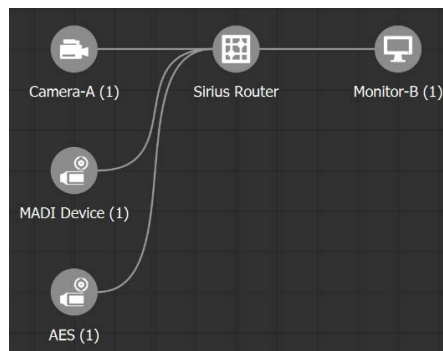 Camera-A (1)
Sirius Router
Monitor-B (1)
MADI Device (1)
AES (1)